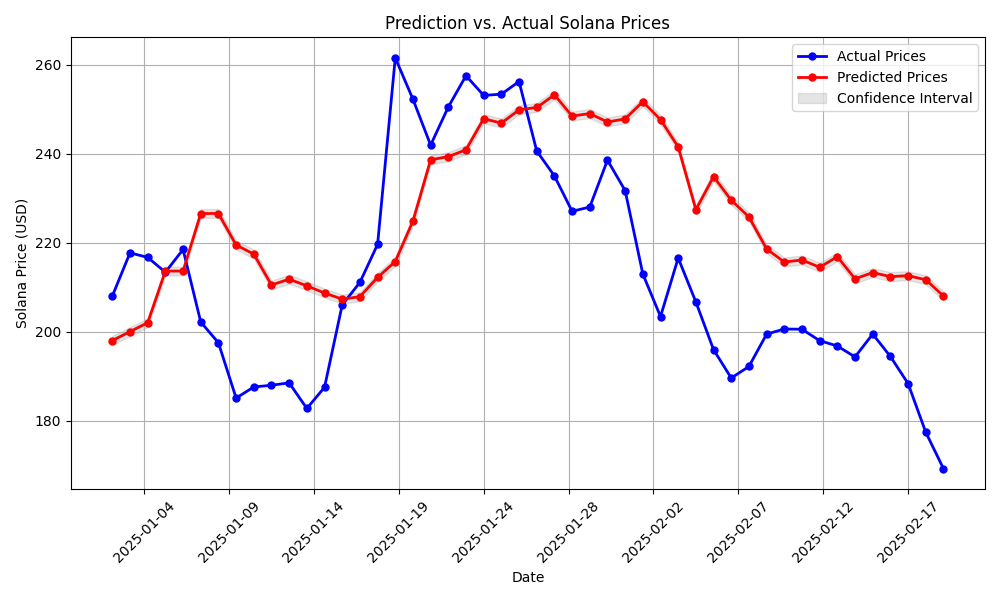 Prediction vs. Actual Solana Prices
Actual Prices
Predicted Prices
Confidence Interval
Solana Price (USD)
260
240
220
200
180
2025-01-04
2025-01-09
2025-01-14
2025-01-19
2025-01-24
2025-01-28
2025-02-02
2025-02-07
2025-02-12
2025-02-17
Date